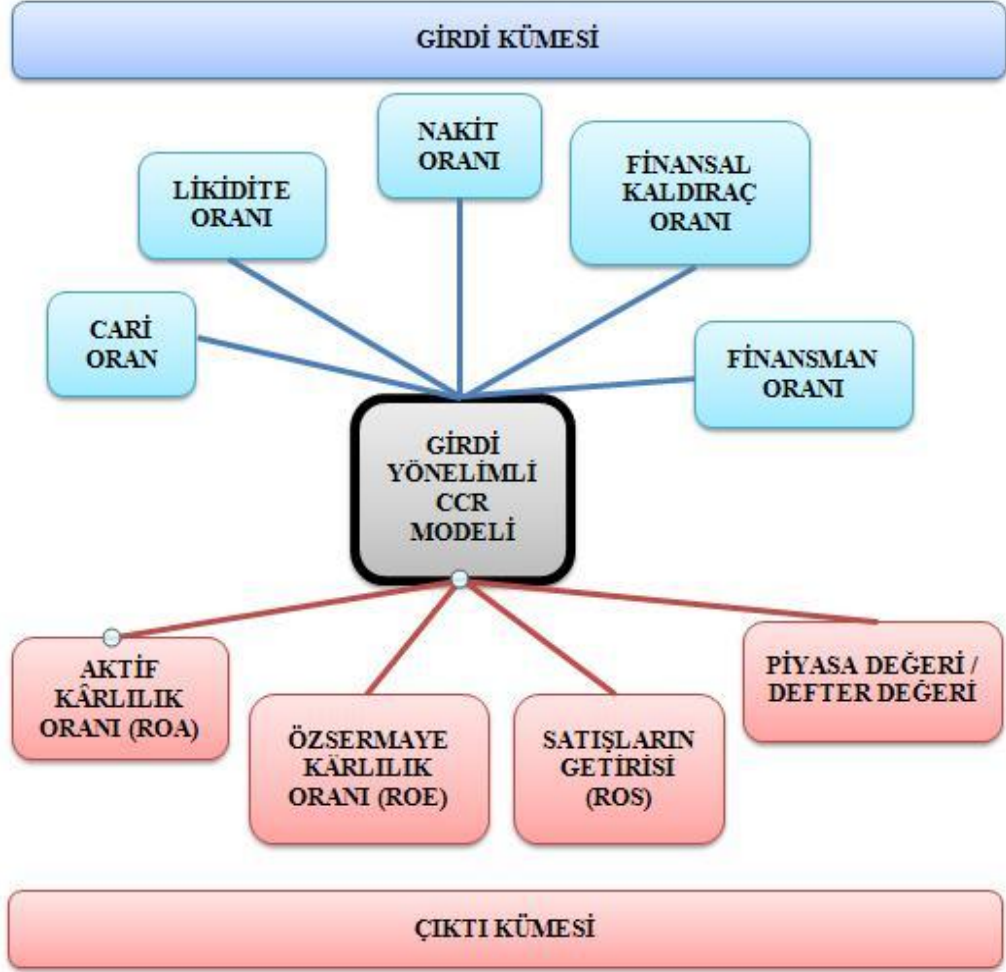 GİRDİ KÜMESİ
NAKİT
ORANI
FİNANSAL
KALDIRAÇ
ORANI
LİKİDİTE
ORANI
CARİ
ORAN
FİNANSMAN
ORANI
GİRDİ
YÖNELİMLİ
CCR
MODELİ
AKTİF
KÂRLILIK
ORANI (ROA)
ÖZSERMAYE
KÄRLILIK
ORANI (ROE)
SATIŞLARIN
GETİRİSİ
(ROS)
PİYASA DEĞERİ /
DEFTER DEĞERİ
ÇIKTI KÜMESİ